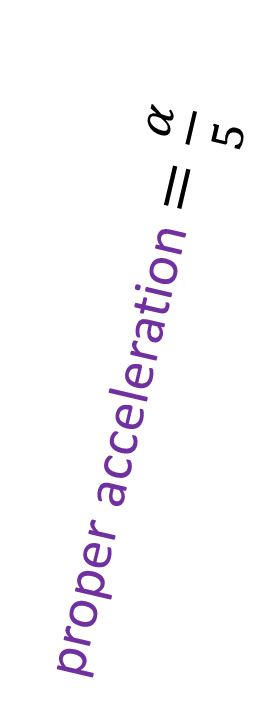 proper acceleration = α/5